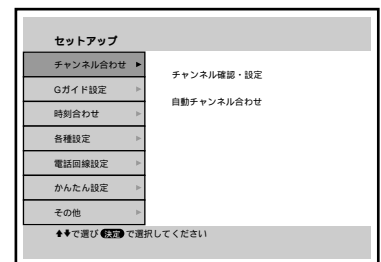 セットアップ
チャンネル合わせ ▶
Gガイド設定 ▶
時刻合わせ ▶
各種設定 ▶
電話回線設定 ▶
かんたん設定 ▶
その他 ▶
チャンネル確認・設定
自動チャンネル合わせ
▲▼で選び 決定 で選択してください